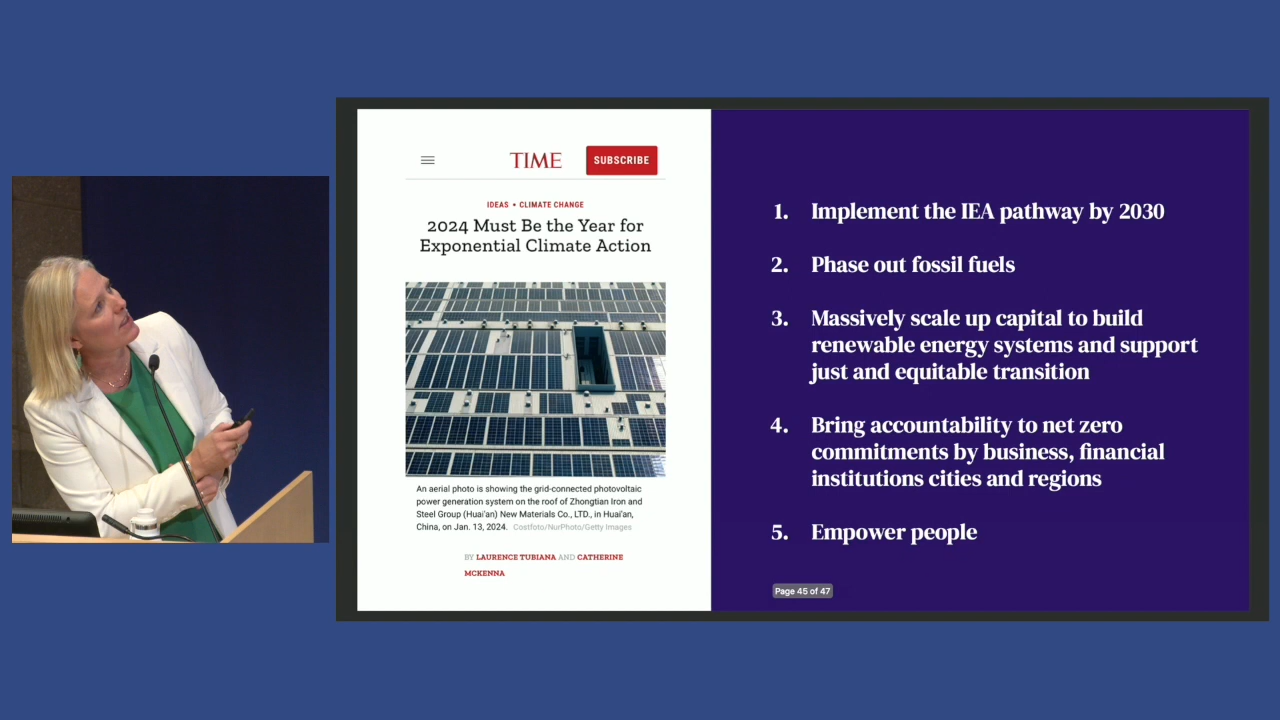 TIME
SUBSCRIBE
IDEAS • CLIMATE CHANGE
2024 Must Be the Year for
Exponential Climate Action
An aerial photo is showing the grid-connected photovoltaic
power generation system on the roof of Zhongtian Iron and
Steel Group (Huai'an) New Materials Co., LTD., in Huai'an,
China, on Jan. 13, 2024. Costfoto/NurPhoto/Getty Images
BY LAURENCE TUBIANA AND CATHERINE
MCKENNA
1. Implement the IEA pathway by 2030
2. Phase out fossil fuels
3. Massively scale up capital to build
renewable energy systems and support
just and equitable transition
4. Bring accountability to net zero
commitments by business, financial
institutions cities and regions
5. Empower people
Page 45 of 47